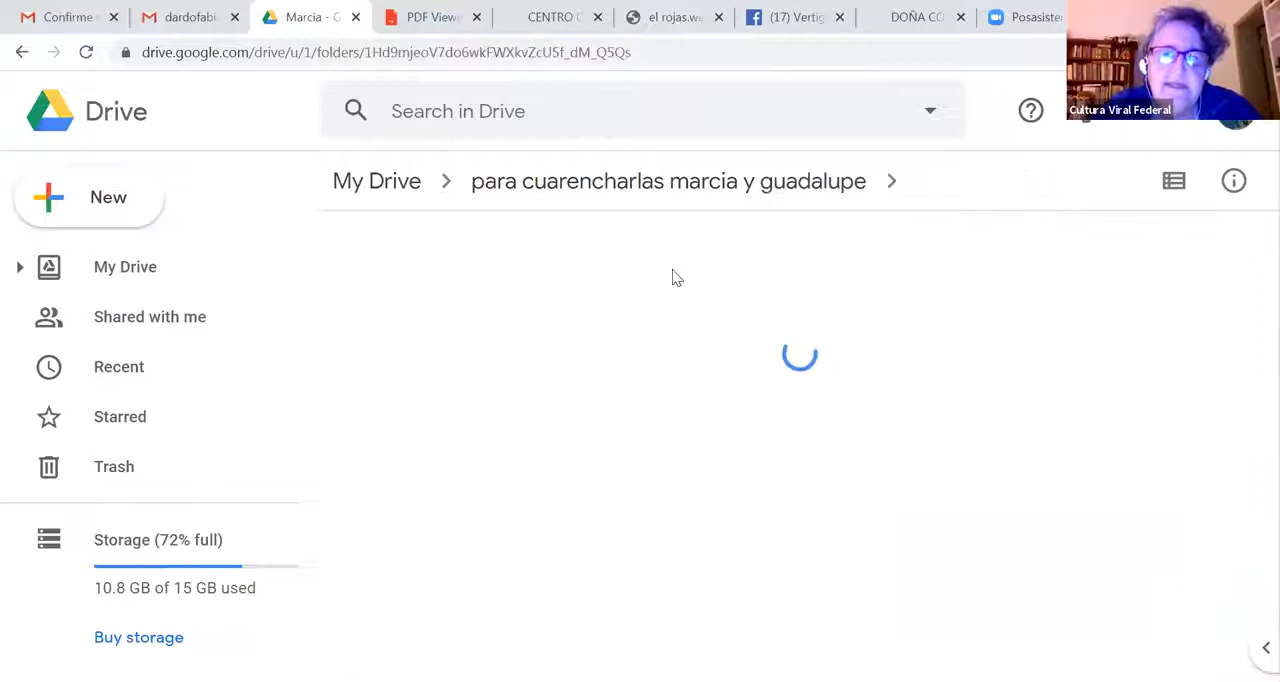 Confirme
dardofabi
Marcia - G
PDF View
CENTRO C
el rojas.w
(17) Vertig
DOÑA CO
Posasiste
drive.google.com/drive/u/1/folders/1Hd9meoV7do6wkFWXkvZcUSf_dM_Q5Qs
Cultura Viral Federal
Drive
Search in Drive
New
My Drive
para cuarencharlas marcia y guadalupe
My Drive
Shared with me
Recent
Starred
Trash
Storage (72% full)
10.8 GB of 15 GB used
Buy storage